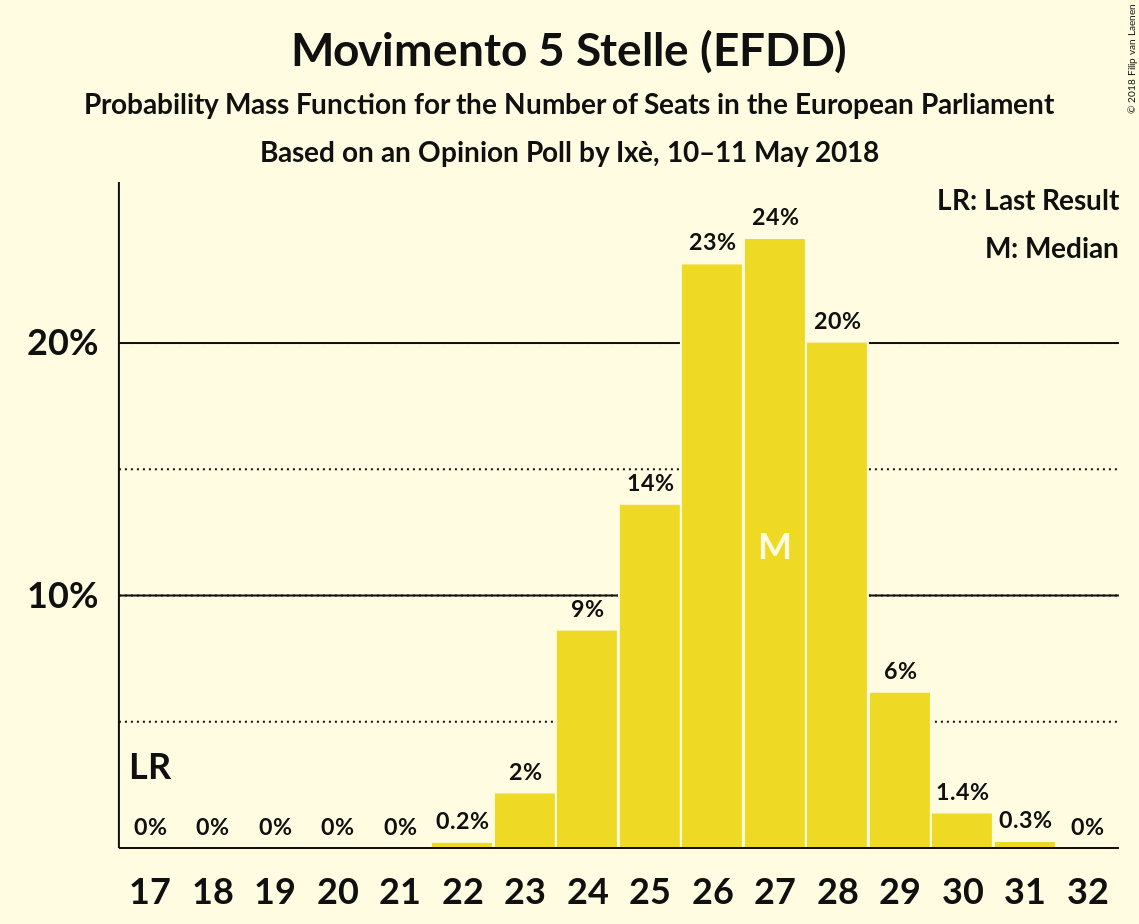 Movimento 5 Stelle (EFDD)
Probability Mass Function for the Number of Seats in the European Parliament
Based on an Opinion Poll by Ixè, 10–11 May 2018
© 2018 Filip van Laenen
LR: Last Result
M: Median
24%
23%
20%
20%
14%
M
10%
9%
6%
LR
2%
1.4%
0% 0% 0% 0% 0% 0.2% 0.3% 0%
17 18 19 20 21 22 23 24 25 26 27 28 29 30 31 32